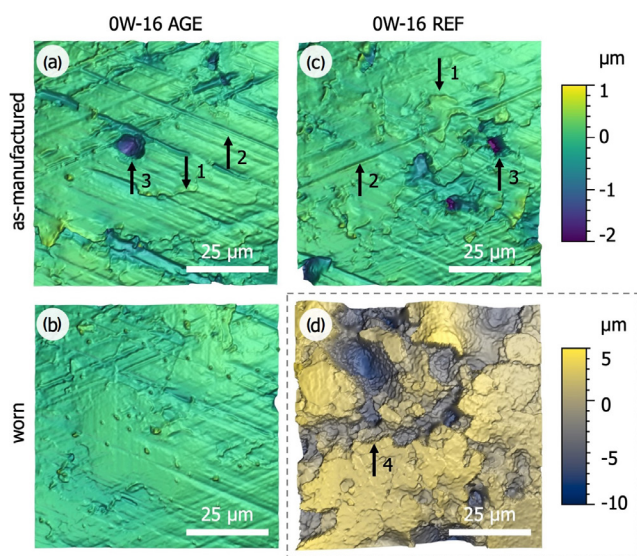 0W-16 AGE
0W-16 REF
as-manufactured
(a)
1
2
3
25 µm
(c)
1
2
3
25 µm
µm
1
0
-1
-2
worn
(b)
25 µm
(d)
4
25 µm
µm
5
0
-5
-10